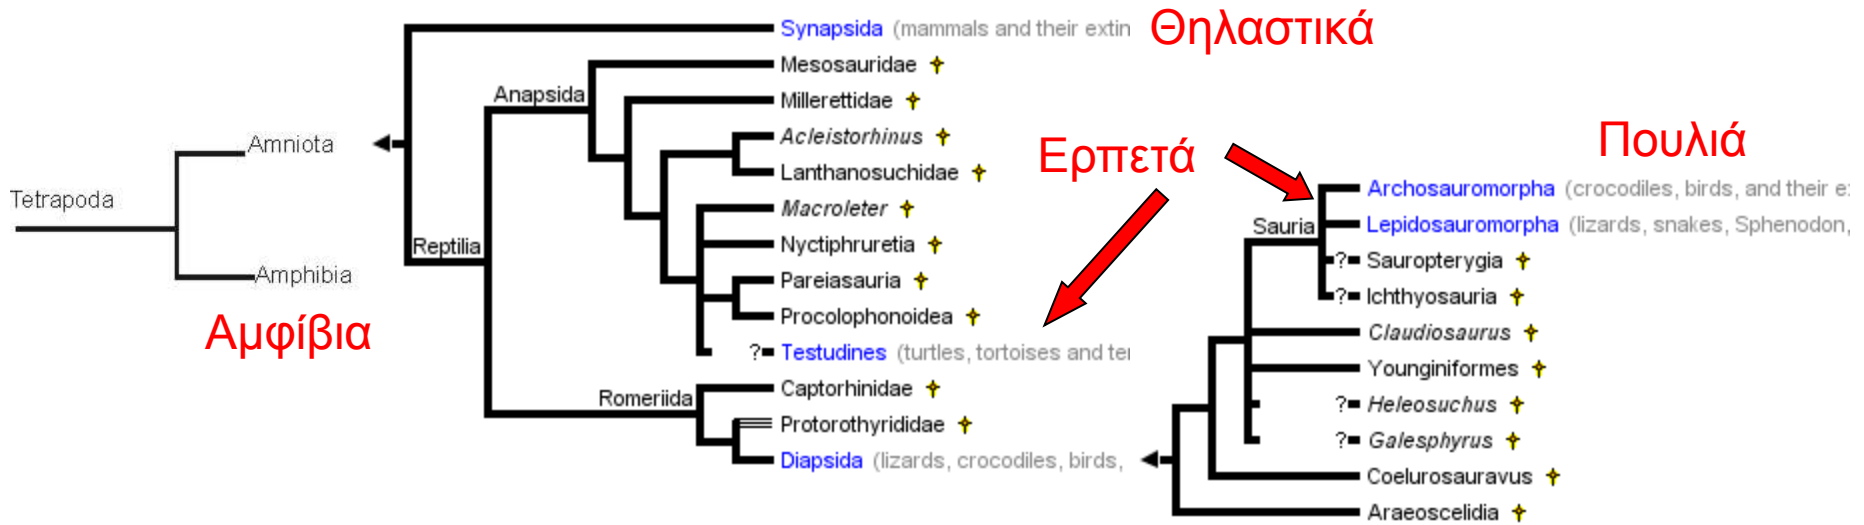 Tetrapoda
Amniota
Amphibia
Αμφίβια
Synapsida (mammals and their extin
Θηλαστικά
Anapsida
Mesosauridae
Millerettidae
Acleistorhinus
Lanthanosuchidae
Macroleter
Nyctiphruretia
Reptilia
Pareiasauria
Procolophonoidea
? Testudines (turtles, tortoises and te
Romeriida
Captorhinidae
Protorothyrididae
Diapsida (lizards, crocodiles, birds,
Ερπετά
Πουλιά
Archosauromorpha (crocodiles, birds, and their e
Sauria
Lepidosauromorpha (lizards, snakes, Sphenodon,
? Sauropterygia
? Ichthyosauria
Claudiosaurus
Younginiformes
? Heleosuchus
? Galesphyrus
Coelurosauravus
Araeoscelidia